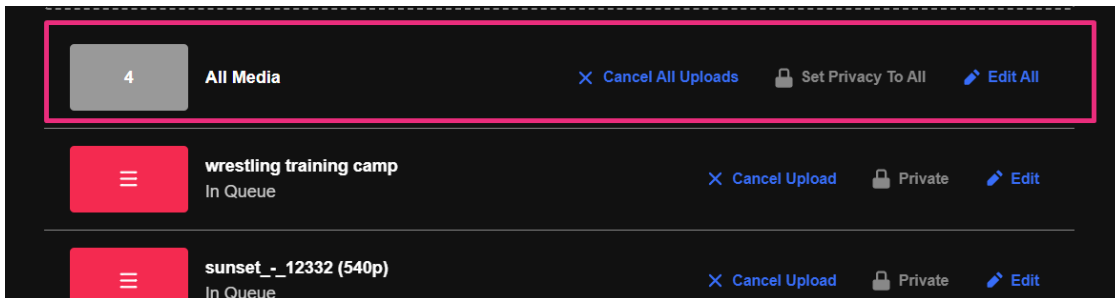 4 All Media Cancel All Uploads Set Privacy To All Edit All
wrestling training camp
In Queue
Cancel Upload Private Edit
sunset_-_12332 (540p)
In Queue
Cancel Upload Private Edit